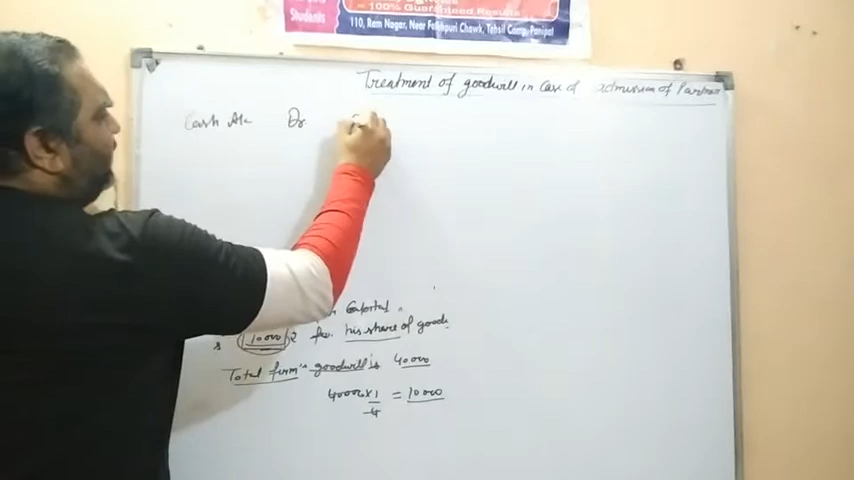 Students
100% Guaranteed Results
110, Ram Nagar, Near Fatehpuri Chowk, Tehsil Camp, Panipat
Treatment of goodwill in Case of admission of Partner
Cash A/c Dr
Capital
10000 for his share of good
Total firm's goodwill is 40000
40000 x 1 = 10000
4